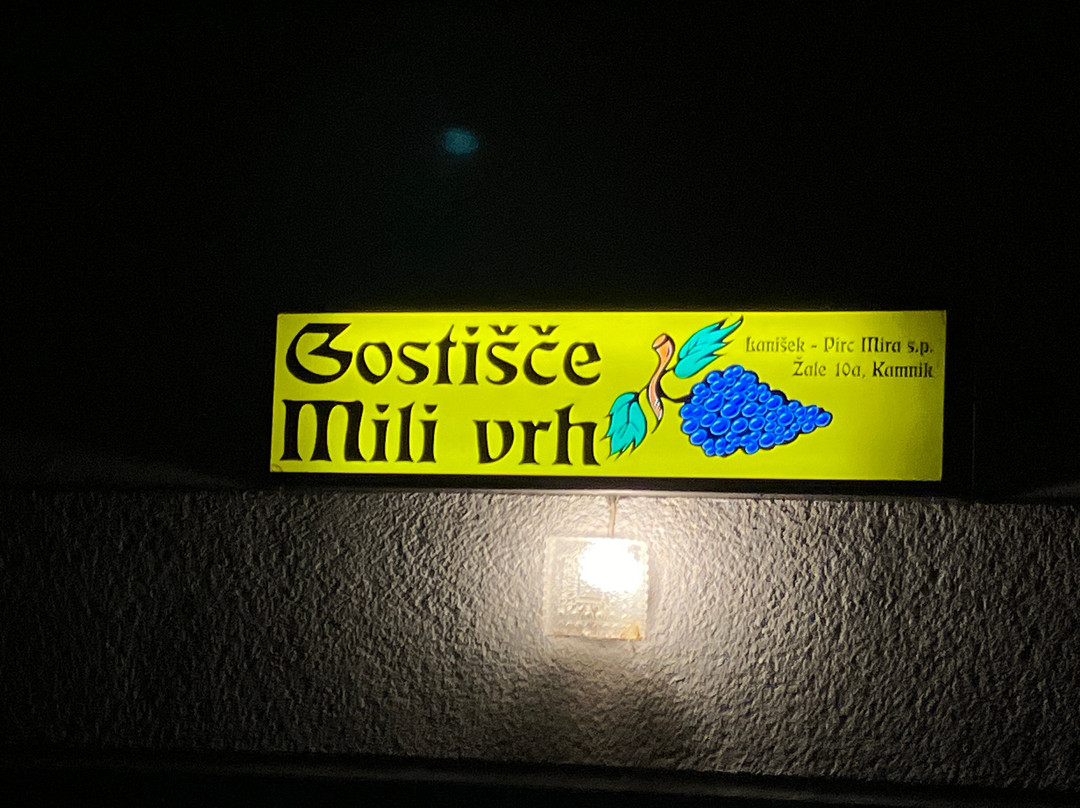 Gostišče
Mili vrh
Lanišek - Pirc Mira s.p.
Žale 10a, Kamnik